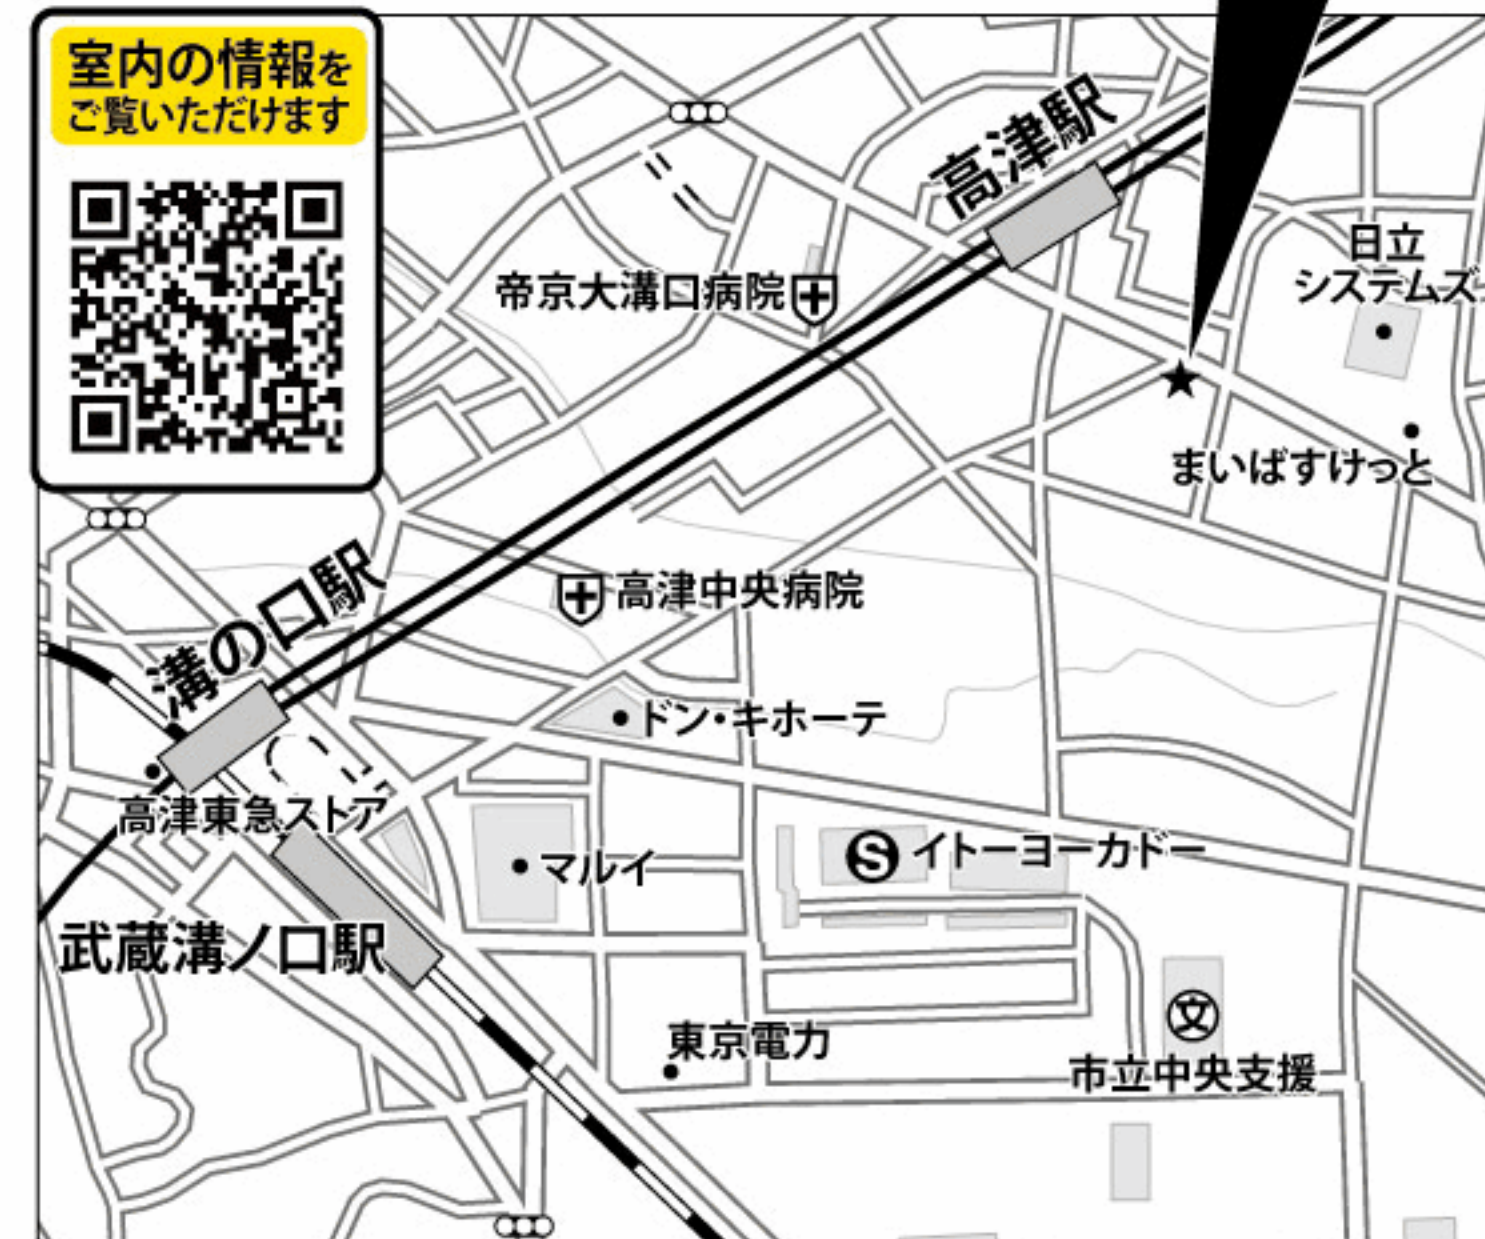 室内の情報を
ご覧いただけます
高津駅
日立
システムズ
帝京大溝口病院
まいばすけっと
溝の口駅
高津中央病院
ドン・キホーテ
高津東急ストア
マルイ
S
イトーヨーカドー
武蔵溝ノ口駅
文
東京電力
市立中央支援